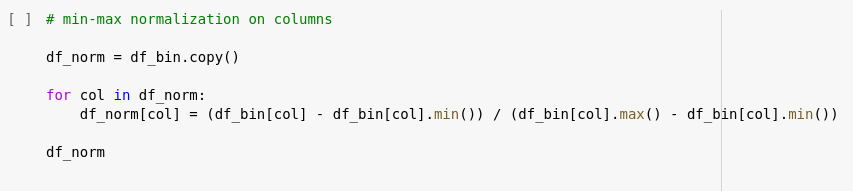 [ ] # min-max normalization on columns
df_norm = df_bin.copy()
for col in df_norm:
df_norm[col] = (df_bin[col] - df_bin[col].min()) / (df_bin[col].max() - df_bin[col].min())
df_norm